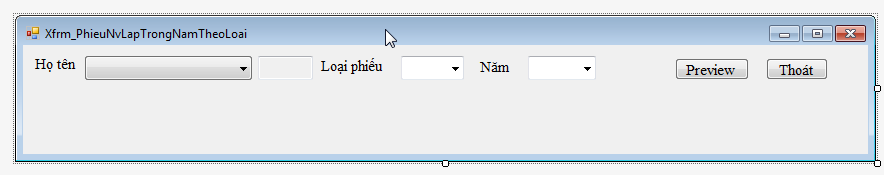 Xfrm_PhieuNvLapTrongNamTheoLoai
Họ tên Loại phiếu Năm Preview Thoát